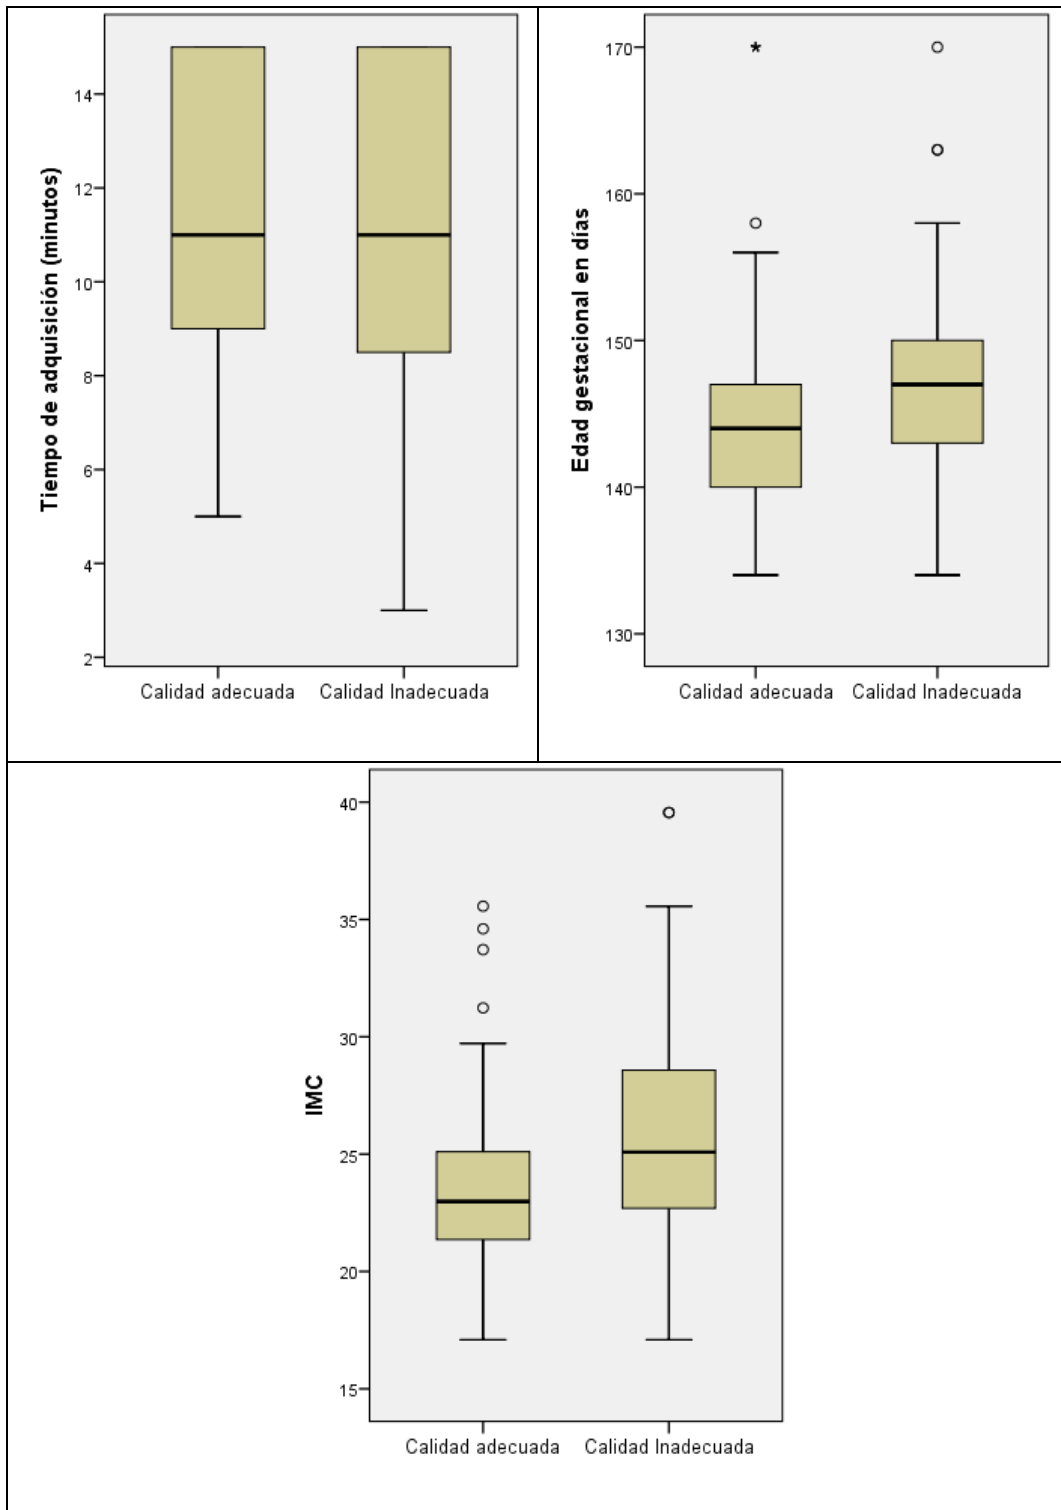 Tiempo de adquisición (minutos)
14
12
10
8
6
4
2
Calidad adecuada
Calidad Inadecuada
Edad gestacional en días
170
160
150
140
130
Calidad adecuada
Calidad Inadecuada
IMC
40
35
30
25
20
15
Calidad adecuada
Calidad Inadecuada